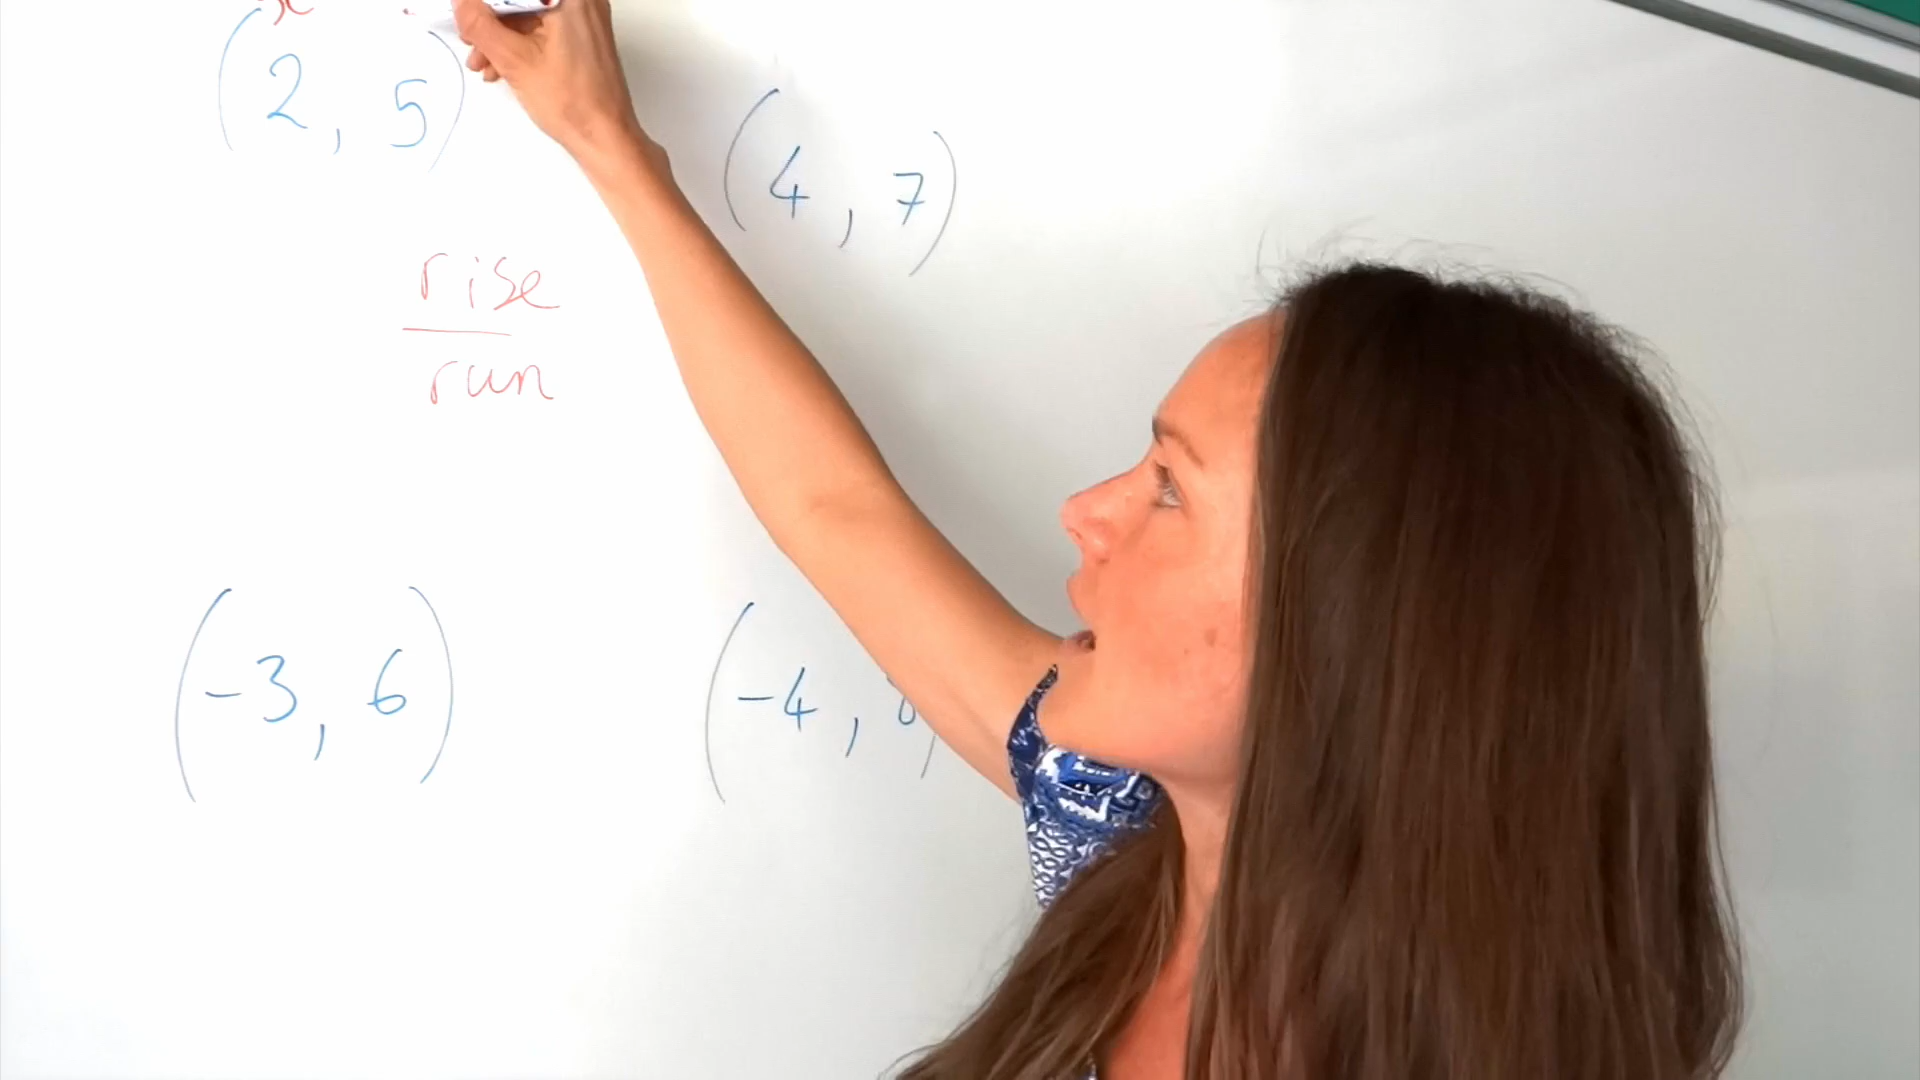 x
(2, 5)
(4, 7)
rise
run
(-3, 6)
(-4,